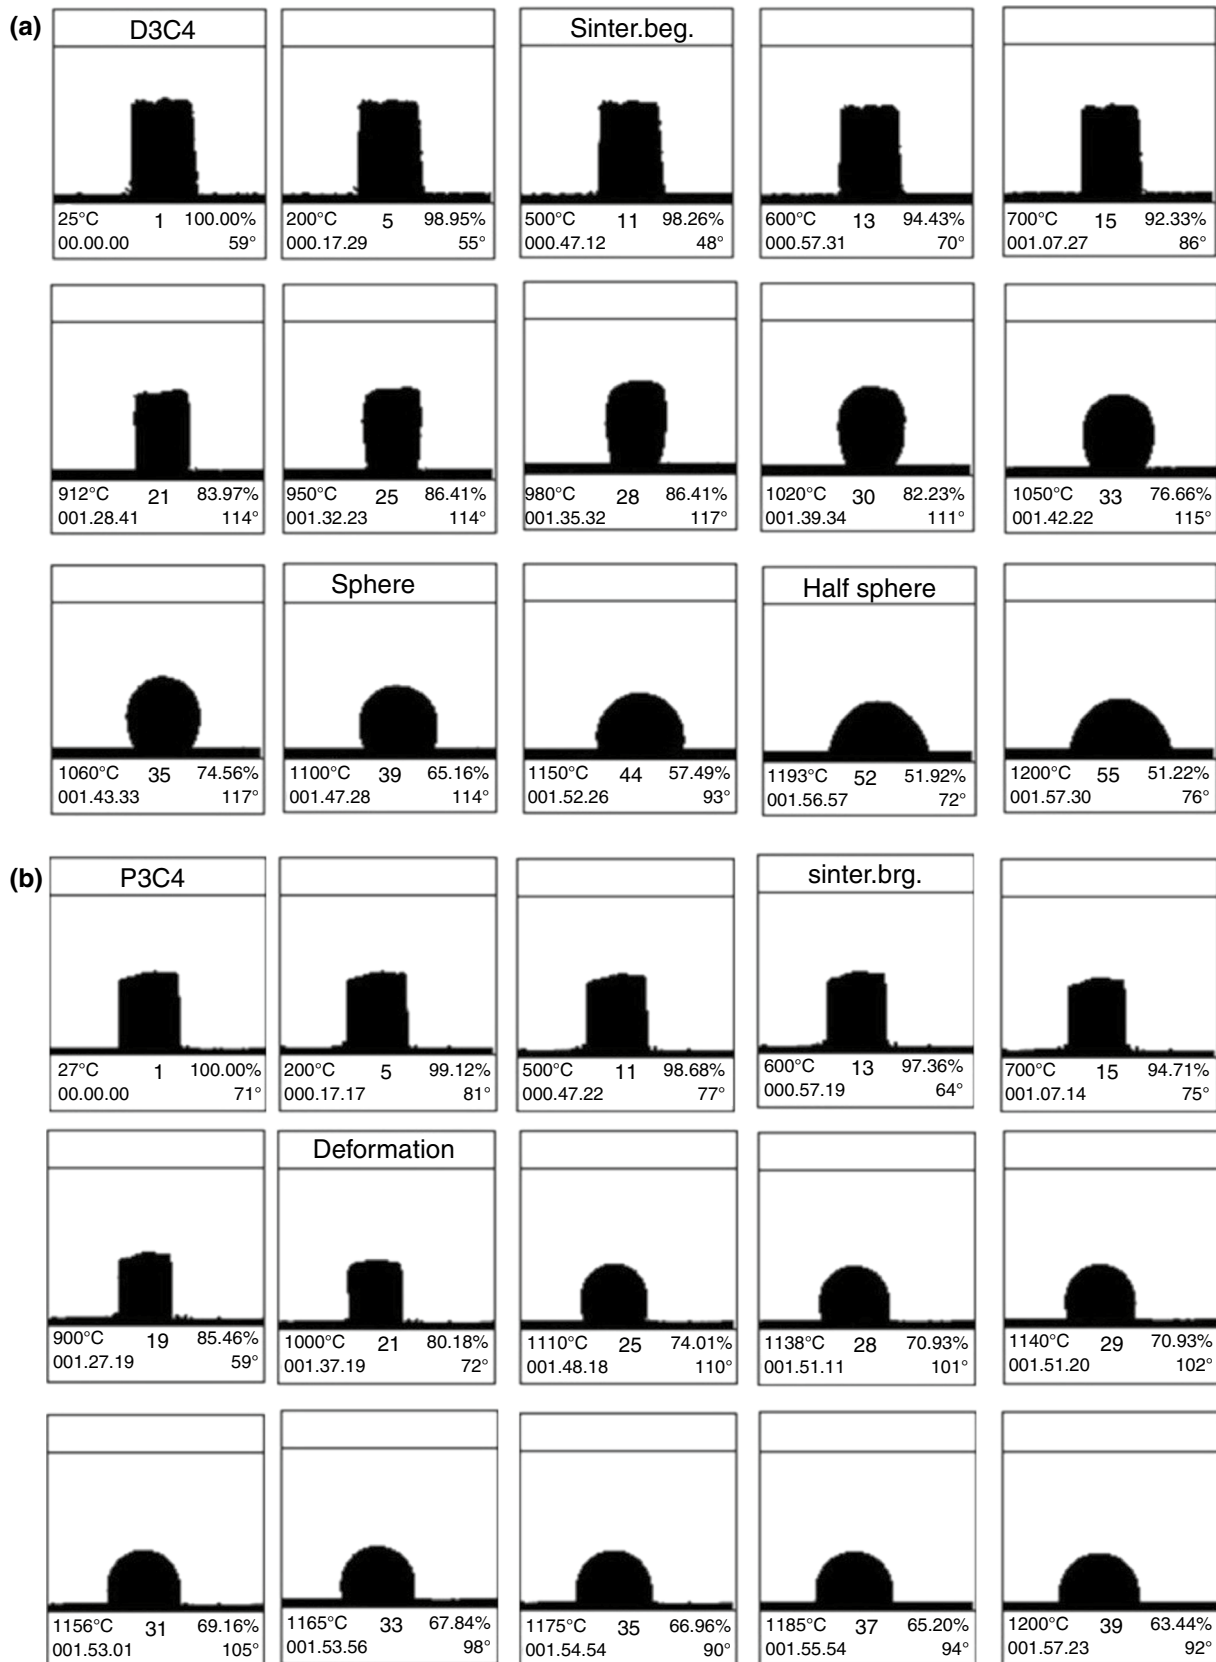 (a)
D3C4
Sinter.beg.
25°C 1 100.00%
00.00.00 59°
200°C 5 98.95%
000.17.29 55°
500°C 11 98.26%
000.47.12 48°
600°C 13 94.43%
000.57.31 70°
700°C 15 92.33%
001.07.27 86°
912°C 21 83.97%
001.28.41 114°
950°C 25 86.41%
001.32.23 114°
980°C 28 86.41%
001.35.32 117°
1020°C 30 82.23%
001.39.34 111°
1050°C 33 76.66%
001.42.22 115°
Sphere
Half sphere
1060°C 35 74.56%
001.43.33 117°
1100°C 39 65.16%
001.47.28 114°
1150°C 44 57.49%
001.52.26 93°
1193°C 52 51.92%
001.56.57 72°
1200°C 55 51.22%
001.57.30 76°
(b)
P3C4
sinter.brg.
27°C 1 100.00%
00.00.00 71°
200°C 5 99.12%
000.17.17 81°
500°C 11 98.68%
000.47.22 77°
600°C 13 97.36%
000.57.19 64°
700°C 15 94.71%
001.07.14 75°
Deformation
900°C 19 85.46%
001.27.19 59°
1000°C 21 80.18%
001.37.19 72°
1110°C 25 74.01%
001.48.18 110°
1138°C 28 70.93%
001.51.11 101°
1140°C 29 70.93%
001.51.20 102°
1156°C 31 69.16%
001.53.01 105°
1165°C 33 67.84%
001.53.56 98°
1175°C 35 66.96%
001.54.54 90°
1185°C 37 65.20%
001.55.54 94°
1200°C 39 63.44%
001.57.23 92°